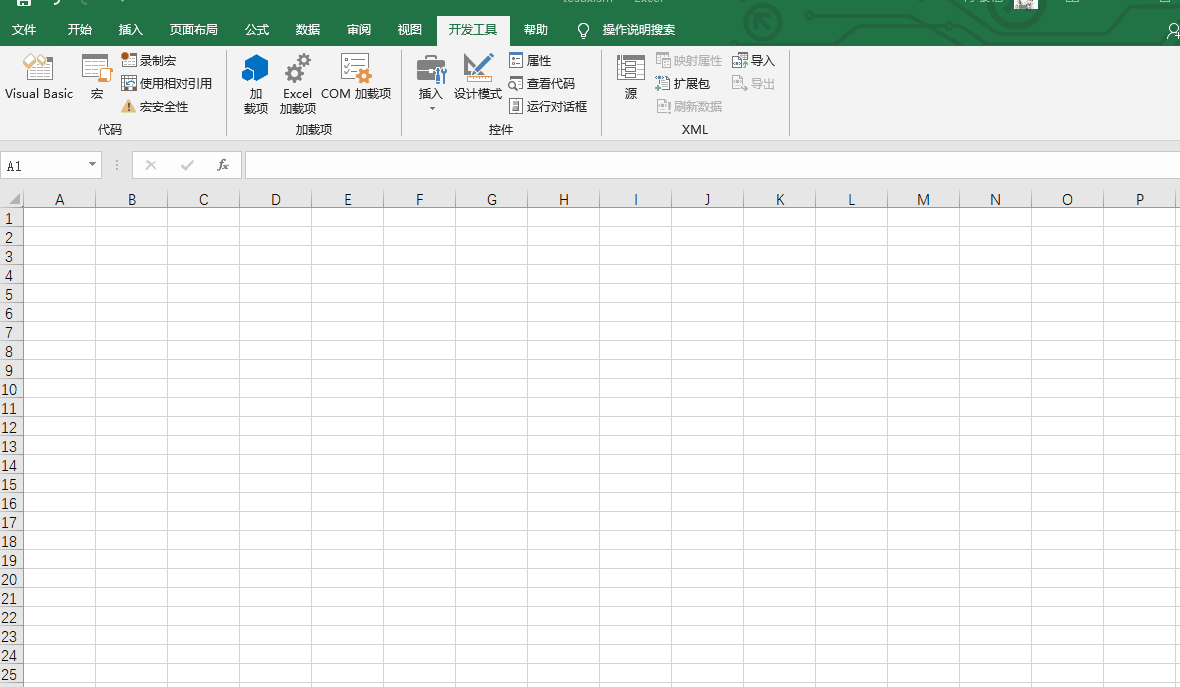 文件 开始 插入 页面布局 公式 数据 审阅 视图 开发工具 帮助 操作说明搜索
Visual Basic
宏
录制宏
使用相对引用
宏安全性
代码
加
载项
Excel
加载项
COM 加载项
加载项
插入
设计模式
属性
查看代码
运行对话框
控件
源
映射属性
扩展包
刷新数据
导入
导出
XML
A1
fx
A B C D E F G H I J K L M N O P
1
2
3
4
5
6
7
8
9
10
11
12
13
14
15
16
17
18
19
20
21
22
23
24
25